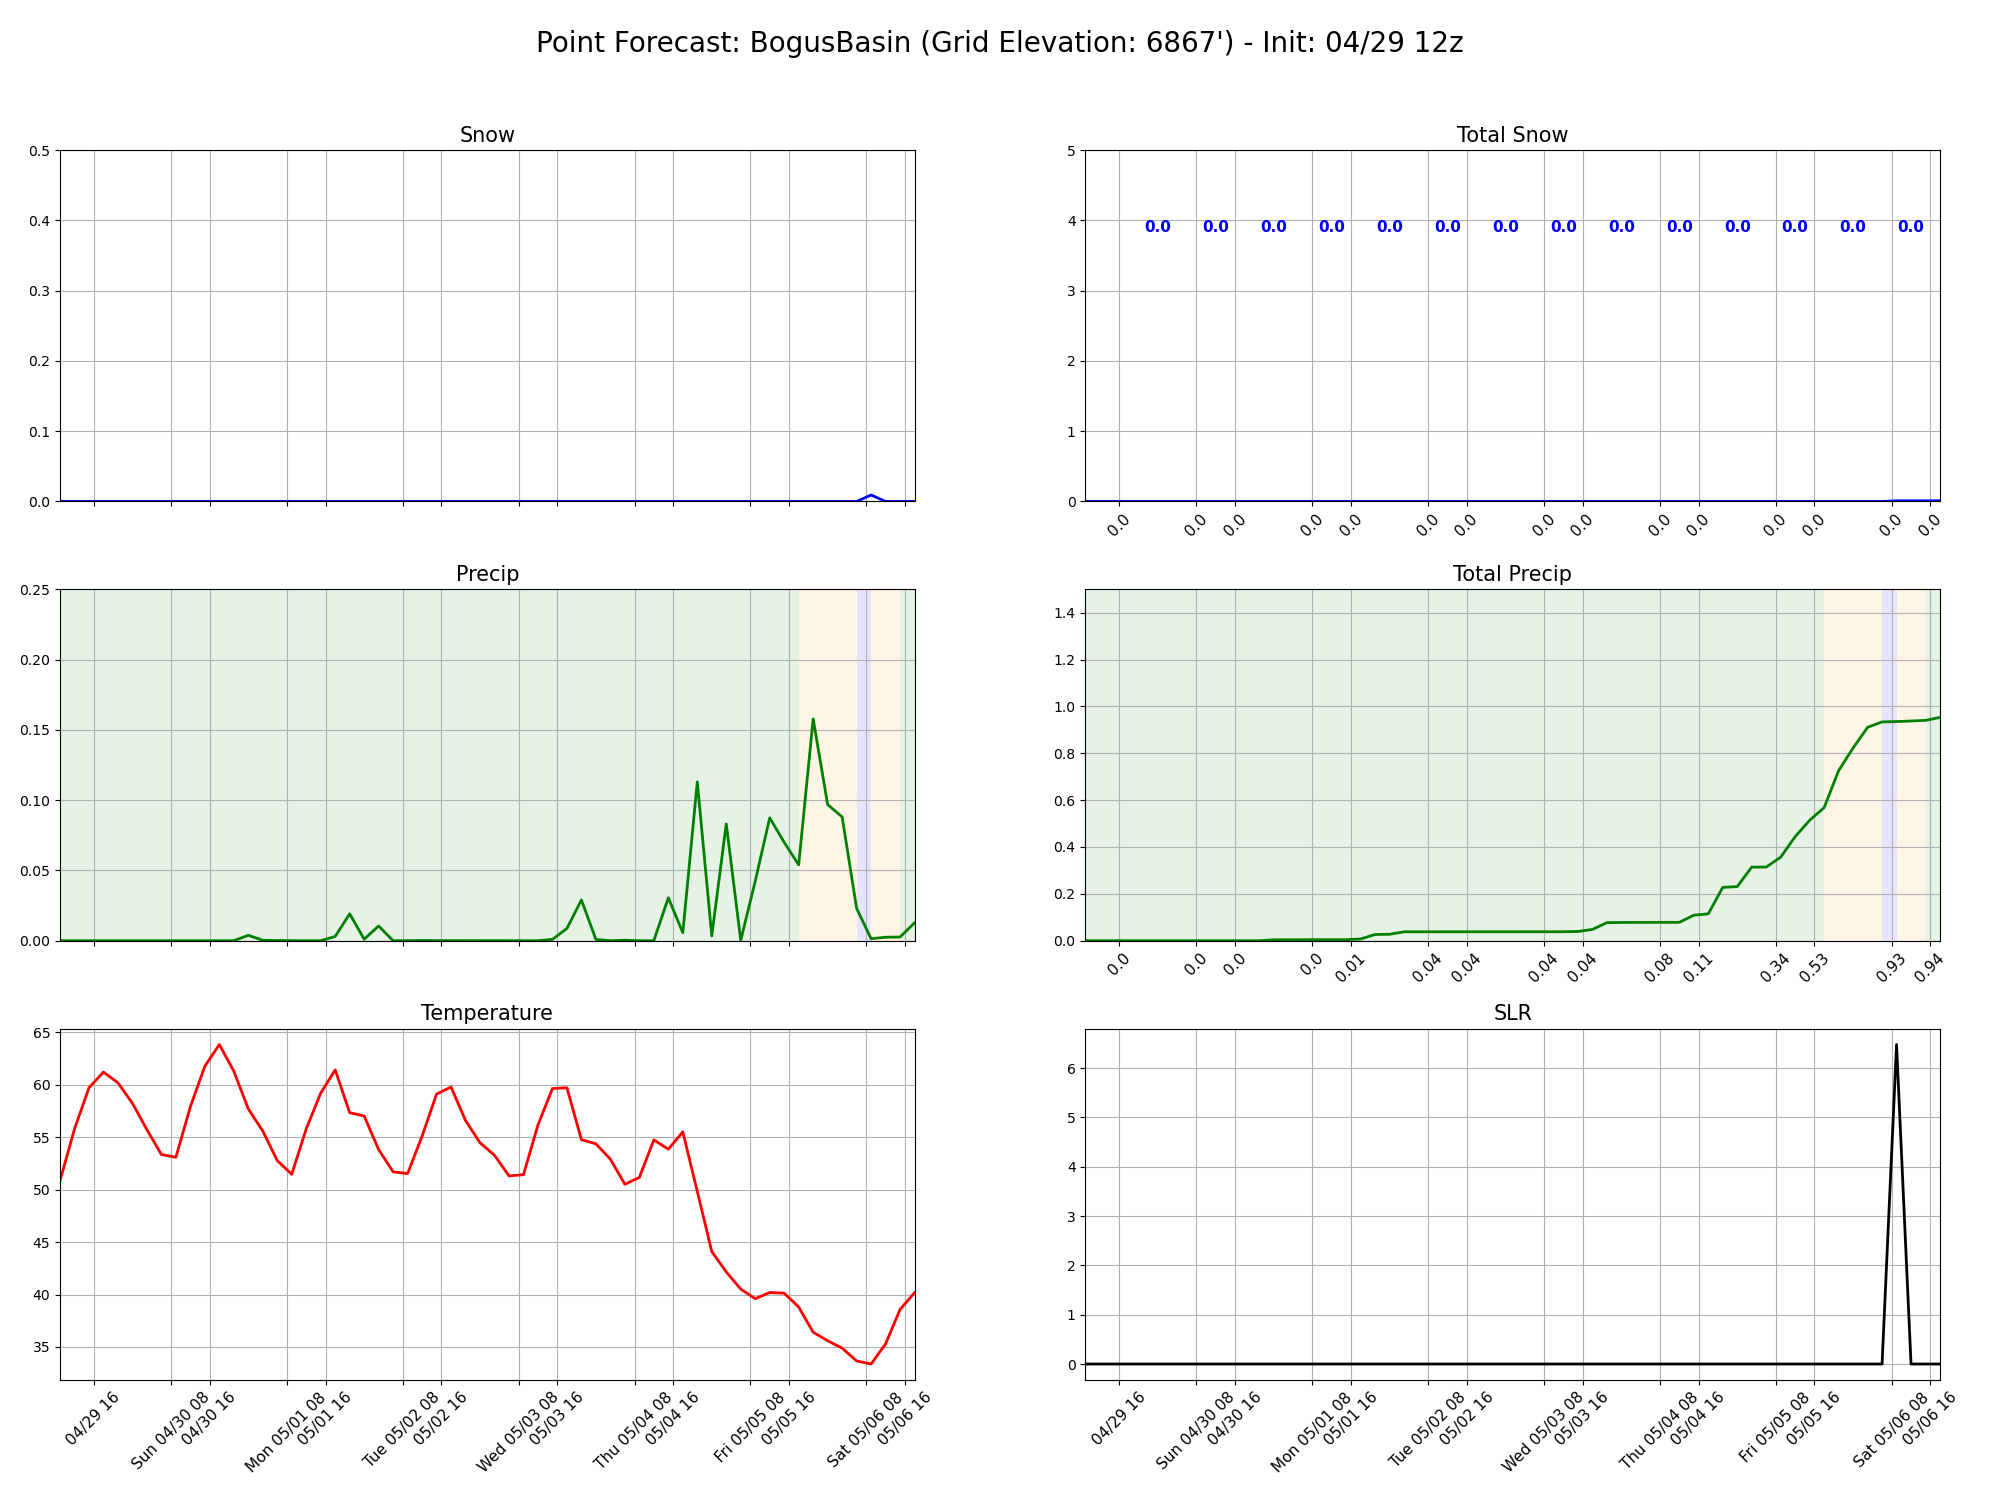 Point Forecast: BogusBasin (Grid Elevation: 6867') - Init: 04/29 12z
Snow
0.5
0.4
0.3
0.2
0.1
0.0
Total Snow
5
4
3
2
1
0
0.0 0.0 0.0 0.0 0.0 0.0 0.0 0.0 0.0 0.0 0.0 0.0 0.0 0.0
0.0 0.0 0.0 0.0 0.0 0.0 0.0 0.0 0.0 0.0 0.0 0.0 0.0 0.0 0.0
Precip
0.25
0.20
0.15
0.10
0.05
0.00
Total Precip
1.4
1.2
1.0
0.8
0.6
0.4
0.2
0.0
0.0 0.0 0.0 0.0 0.01 0.04 0.04 0.04 0.04 0.08 0.11 0.34 0.53 0.93 0.94
Temperature
65
60
55
50
45
40
35
04/29 16
Sun 04/30 08
04/30 16
Mon 05/01 08
05/01 16
Tue 05/02 08
05/02 16
Wed 05/03 08
05/03 16
Thu 05/04 08
05/04 16
Fri 05/05 08
05/05 16
Sat 05/06 08
05/06 16
SLR
6
5
4
3
2
1
0
04/29 16
Sun 04/30 08
04/30 16
Mon 05/01 08
05/01 16
Tue 05/02 08
05/02 16
Wed 05/03 08
05/03 16
Thu 05/04 08
05/04 16
Fri 05/05 08
05/05 16
Sat 05/06 08
05/06 16